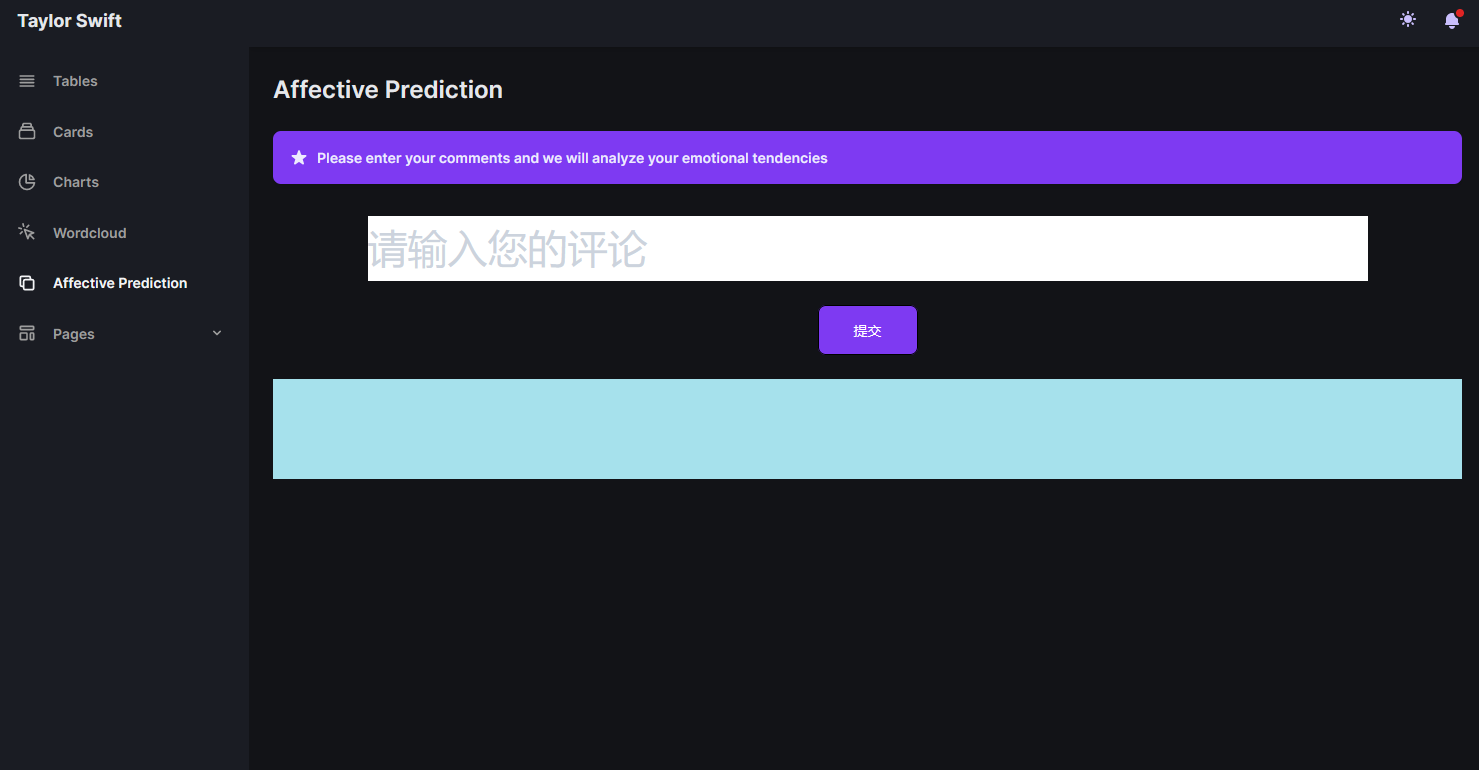 Taylor Swift
Tables
Cards
Charts
Wordcloud
Affective Prediction
Pages
Affective Prediction
Please enter your comments and we will analyze your emotional tendencies
请输入您的评论
提交